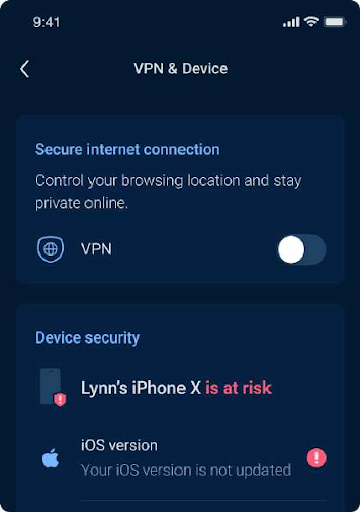 9:41
VPN & Device
Secure internet connection
Control your browsing location and stay
private online.
VPN
Device security
Lynn's iPhone X is at risk
iOS version
Your iOS version is not updated